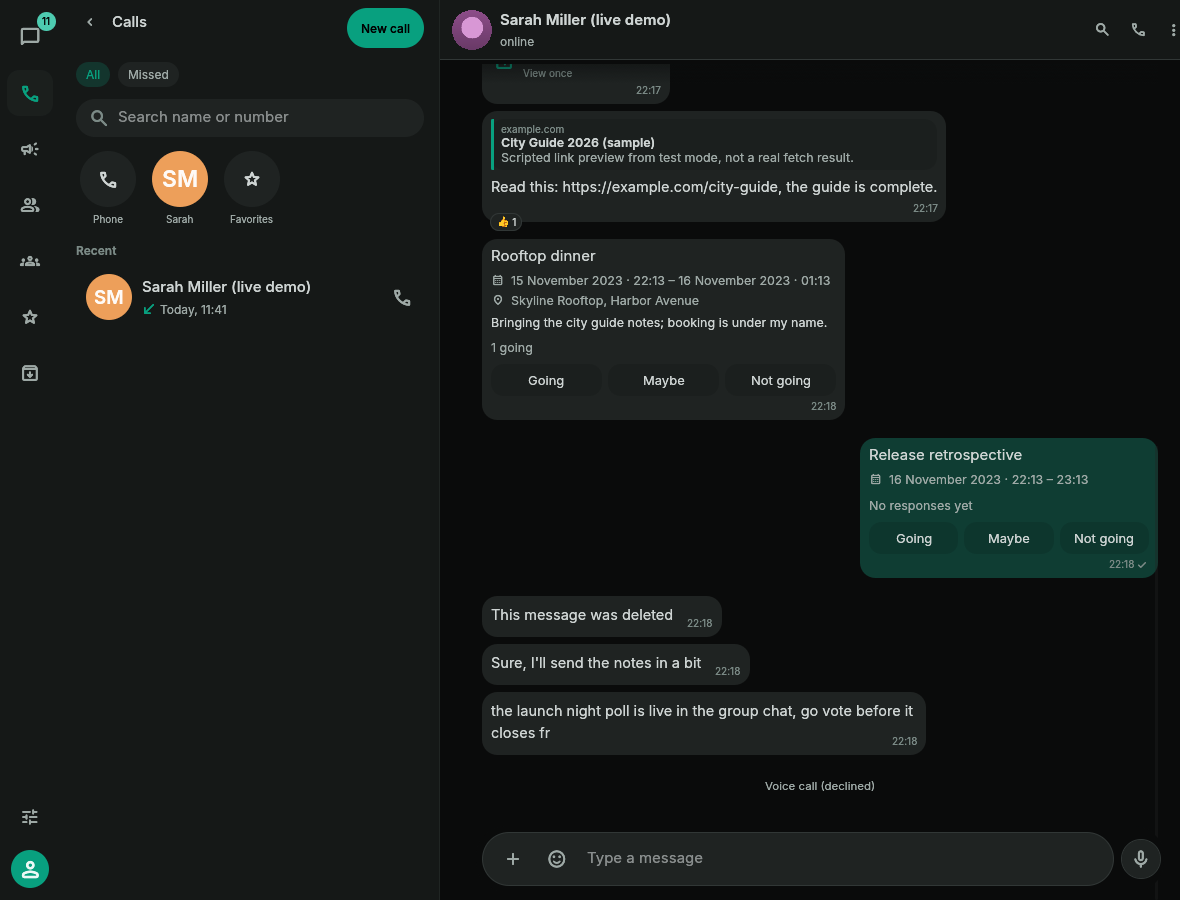 11
Calls
New call
All
Missed
Search name or number
SM
Phone
Sarah
Favorites
Recent
SM
Sarah Miller (live demo)
Today, 11:41
Sarah Miller (live demo)
online
View once
22:17
example.com
City Guide 2026 (sample)
Scripted link preview from test mode, not a real fetch result.
Read this: https://example.com/city-guide, the guide is complete.
22:17
👍 1
Rooftop dinner
15 November 2023 · 22:13 – 16 November 2023 · 01:13
Skyline Rooftop, Harbor Avenue
Bringing the city guide notes; booking is under my name.
1 going
Going
Maybe
Not going
22:18
Release retrospective
16 November 2023 · 22:13 – 23:13
No responses yet
Going
Maybe
Not going
22:18
This message was deleted
22:18
Sure, I'll send the notes in a bit
22:18
the launch night poll is live in the group chat, go vote before it
closes fr
22:18
Voice call (declined)
Type a message